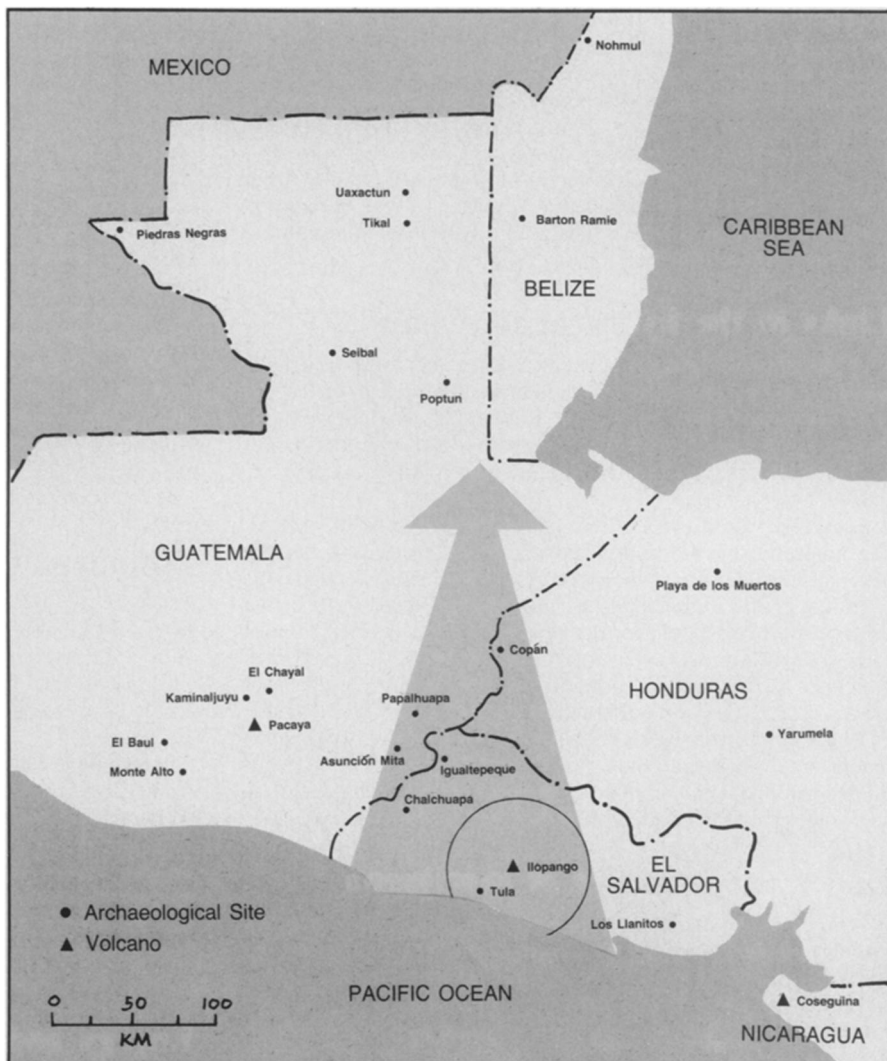 Nohmul
MEXICO
Uaxactun
Tikal
Barton Ramie
Piedras Negras
CARIBBEAN
SEA
BELIZE
Seibal
Poptun
GUATEMALA
Playa de los Muertos
Copán
El Chayal
Kaminaljuyu
HONDURAS
Papalhuapa
Pacaya
Yarumela
El Baul
Asunción Mita
Igualtepeque
Monte Alto
Chalchuapa
Ilopango
EL
SALVADOR
Tula
Archaeological Site
Los Llanitos
Volcano
PACIFIC OCEAN
0 50 100
KM
Coseguïna
NICARAGUA